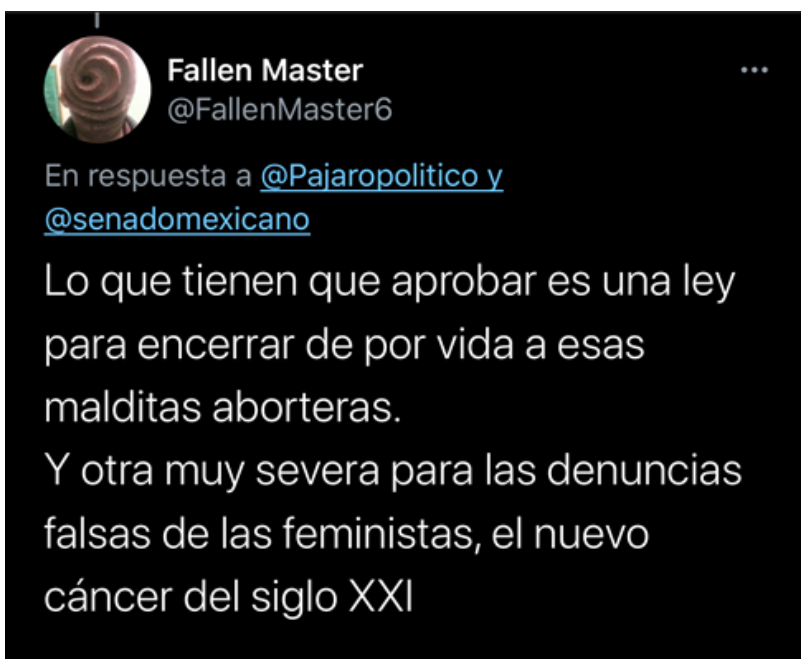 Fallen Master
@FallenMaster6
En respuesta a @Pajaropolitico y
@senadomexicano
Lo que tienen que aprobar es una ley
para encerrar de por vida a esas
malditas aborteras.
Y otra muy severa para las denuncias
falsas de las feministas, el nuevo
cáncer del siglo XXI